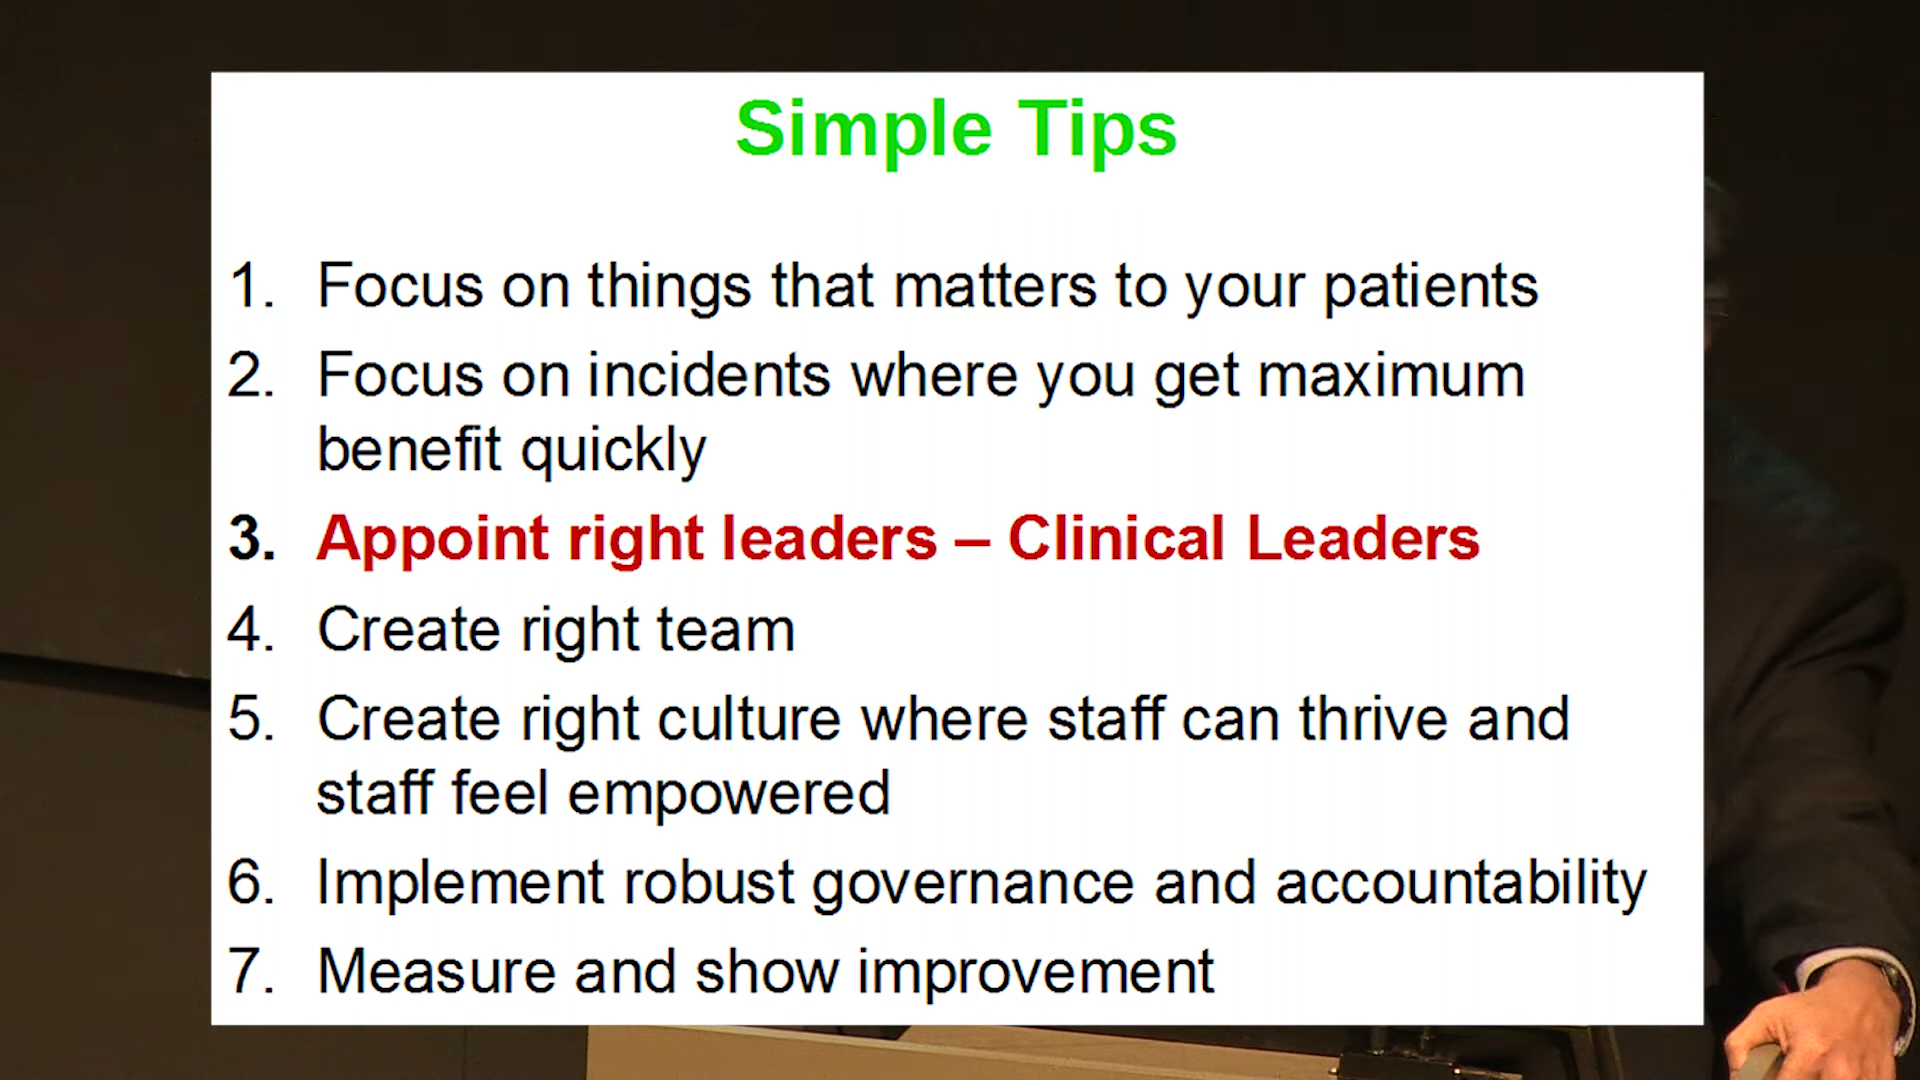 Simple Tips
1. Focus on things that matters to your patients
2. Focus on incidents where you get maximum
benefit quickly
3. Appoint right leaders – Clinical Leaders
4. Create right team
5. Create right culture where staff can thrive and
staff feel empowered
6. Implement robust governance and accountability
7. Measure and show improvement